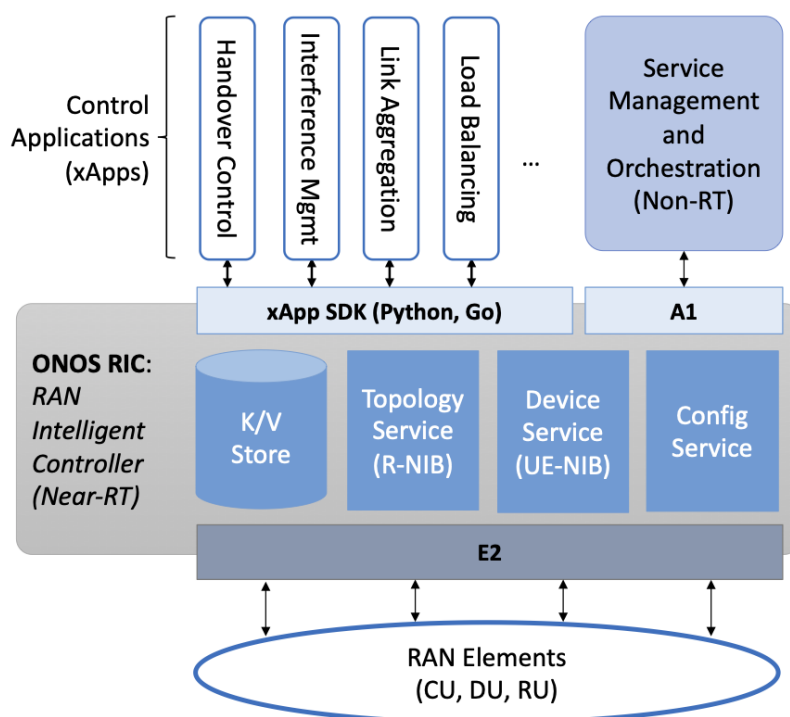 Control
Applications
(xApps)
Handover Control
Interference Mgmt
Link Aggregation
Load Balancing
...
Service
Management
and
Orchestration
(Non-RT)
xApp SDK (Python, Go)
A1
ONOS RIC:
RAN
Intelligent
Controller
(Near-RT)
K/V
Store
Topology
Service
(R-NIB)
Device
Service
(UE-NIB)
Config
Service
E2
RAN Elements
(CU, DU, RU)